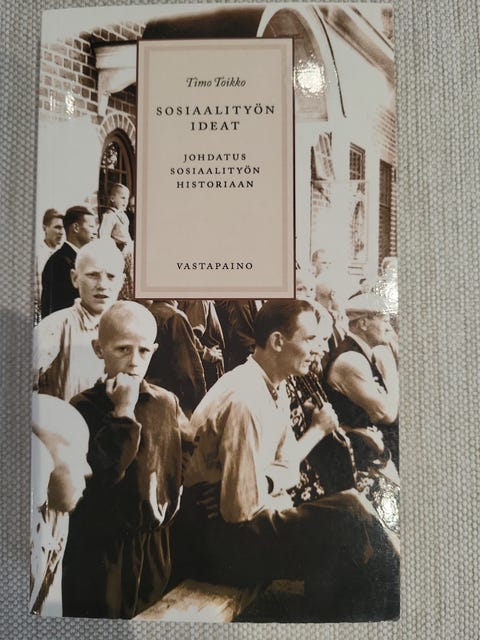 Timo Toikko
SOSIAALITYÖN
IDEAT
JOHDATUS
SOSIAALITYÖN
HISTORIAAN
VASTAPAINO